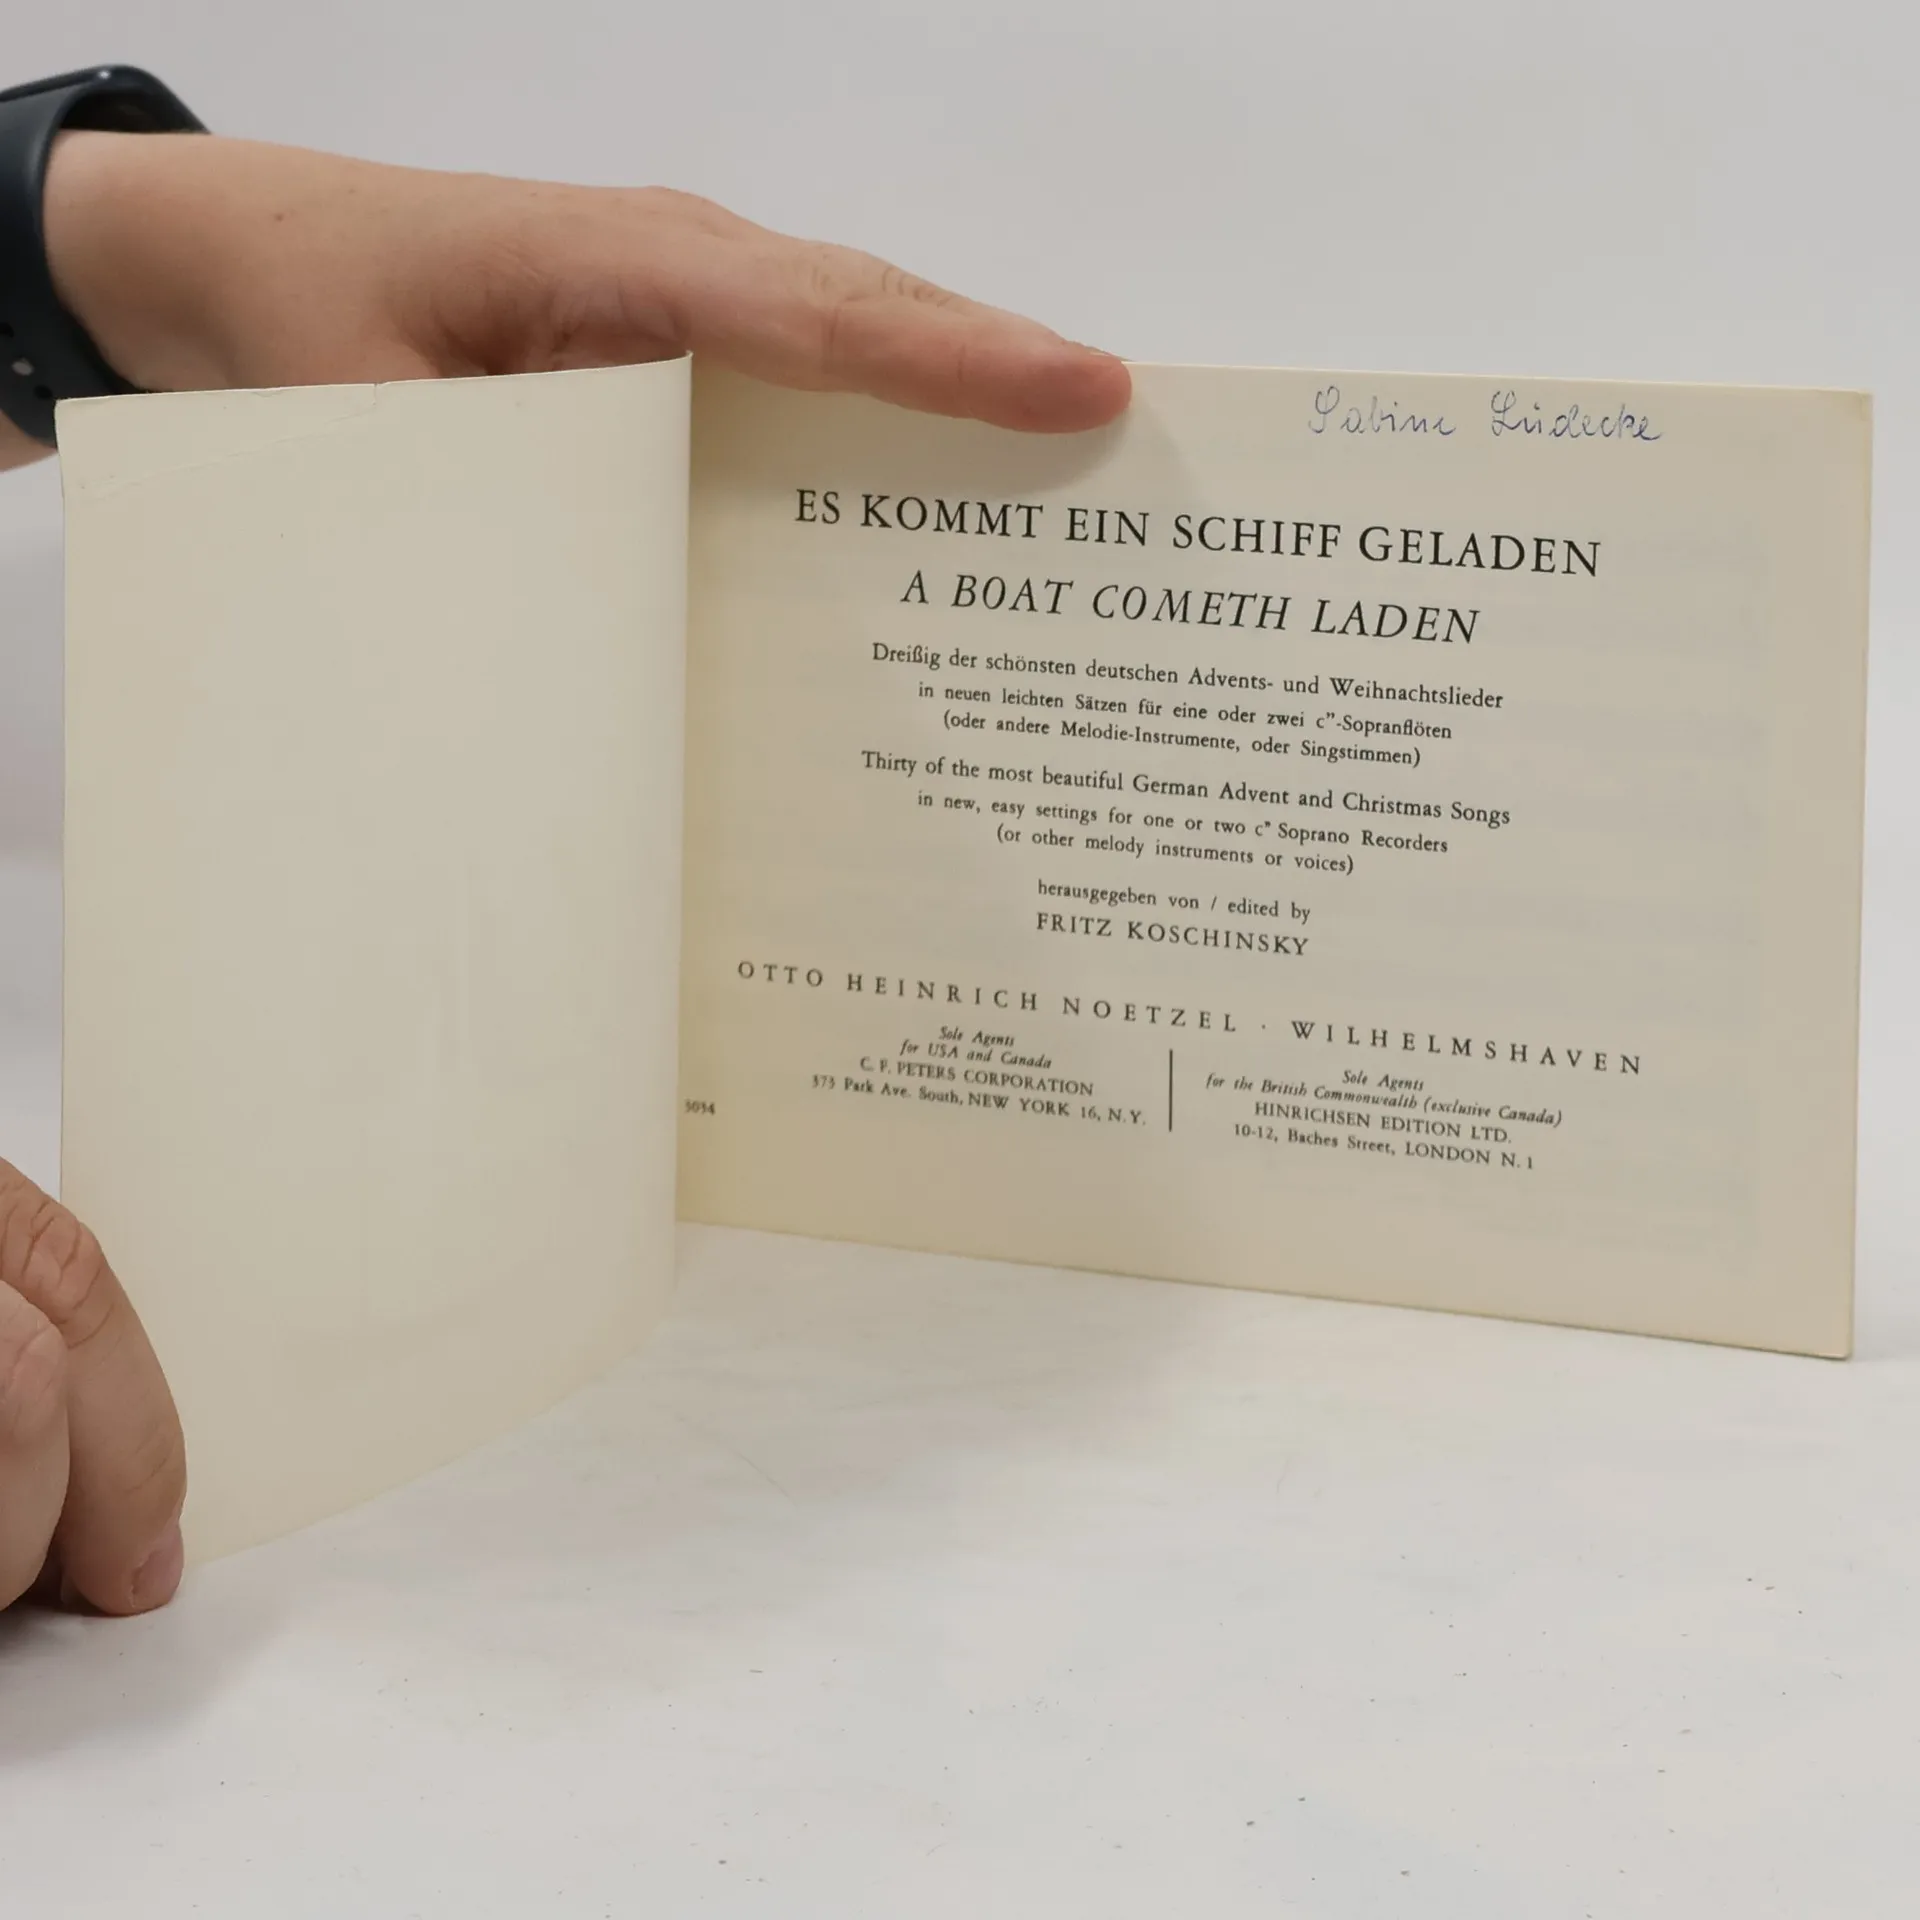 Sabine Lüdecke
ES KOMMT EIN SCHIFF GELADEN
A BOAT COMETH LADEN
Dreißig der schönsten deutschen Advents- und Weihnachtslieder
in neuen leichten Sätzen für eine oder zwei c”-Sopranflöten
(oder andere Melodie-Instrumente, oder Singstimmen)
Thirty of the most beautiful German Advent and Christmas Songs
in new, easy settings for one or two c” Soprano Recorders
(or other melody instruments or voices)
herausgegeben von / edited by
FRITZ KOSCHINSKY
OTTO HEINRICH NOETZEL · WILHELMSHAVEN
Sole Agents
for USA and Canada
C. F. PETERS CORPORATION
373 Park Ave. South, NEW YORK 16, N.Y.
Sole Agents
for the British Commonwealth (exclusive Canada)
HINRICHSEN EDITION LTD.
10-12, Baches Street, LONDON N. 1